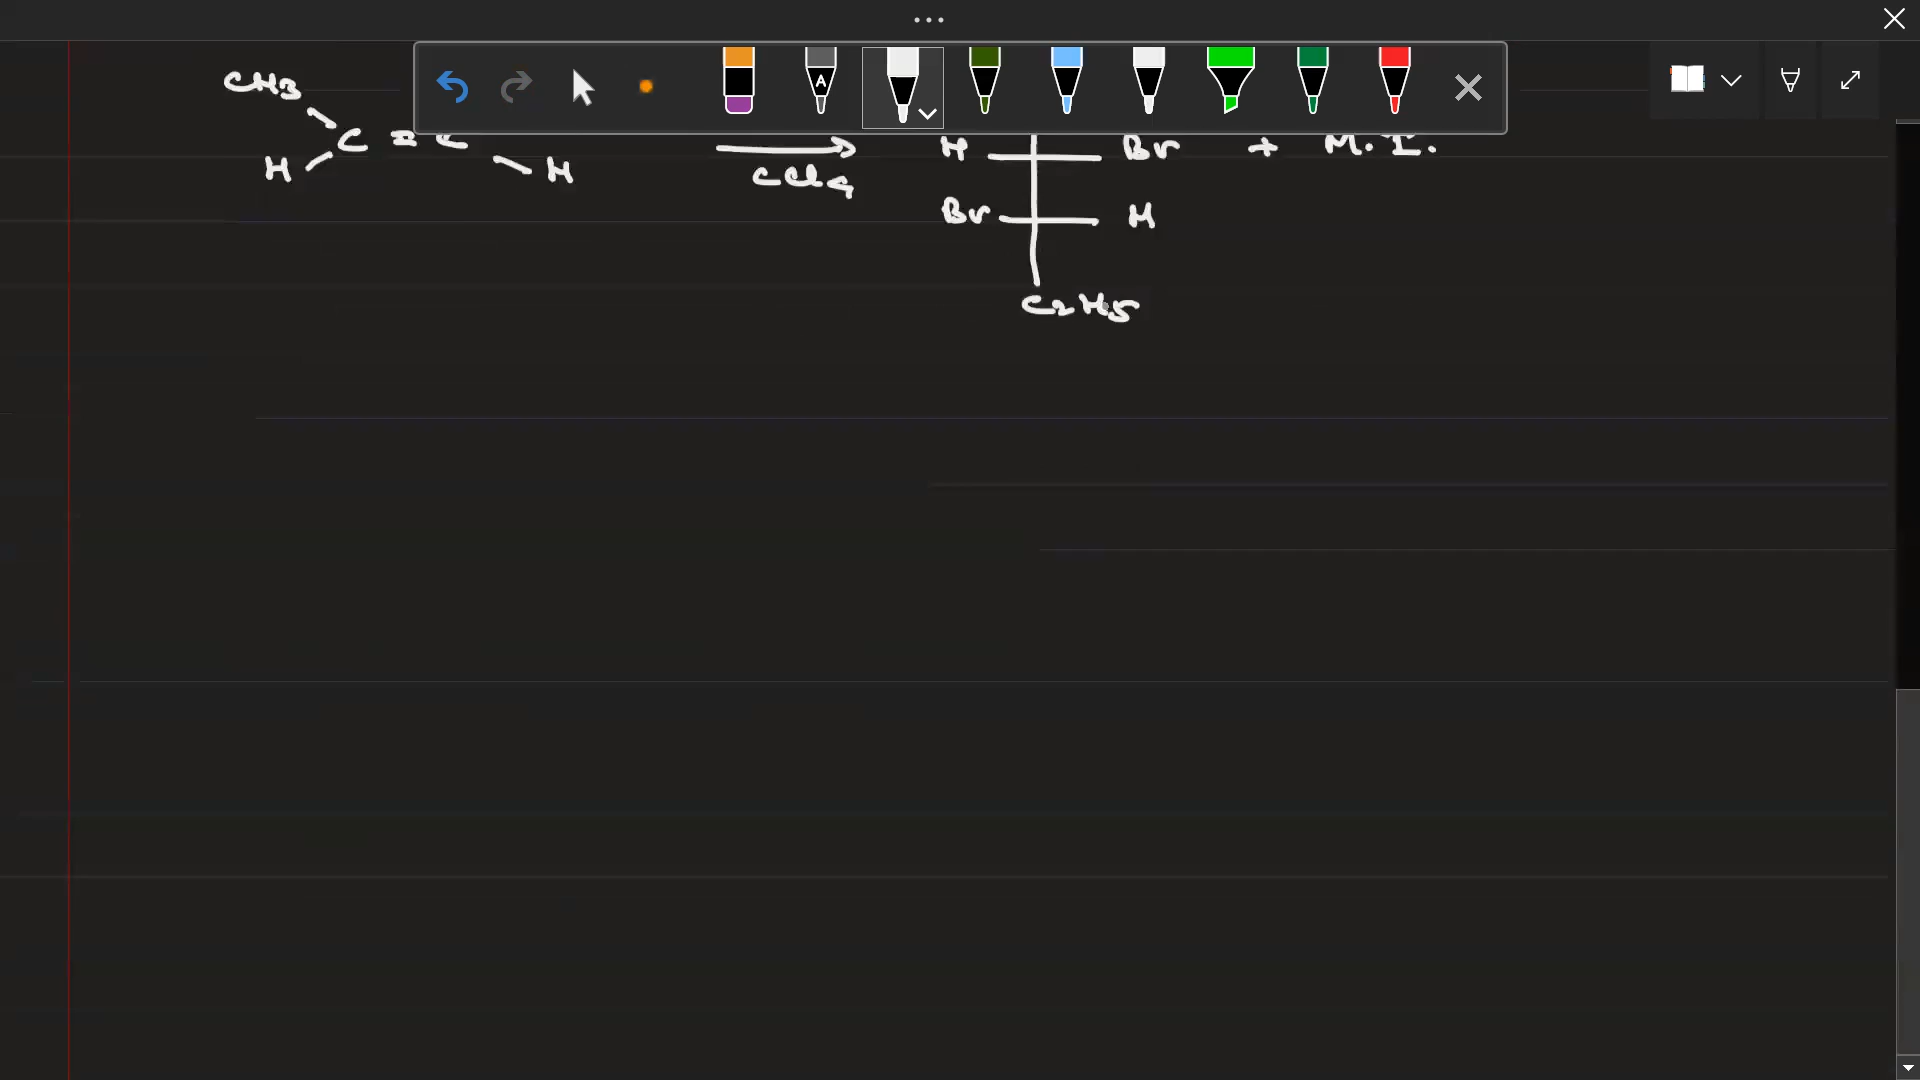 CH3
C = C
H H
CCl4
H Br + M.I.
Br H
C2H5
A